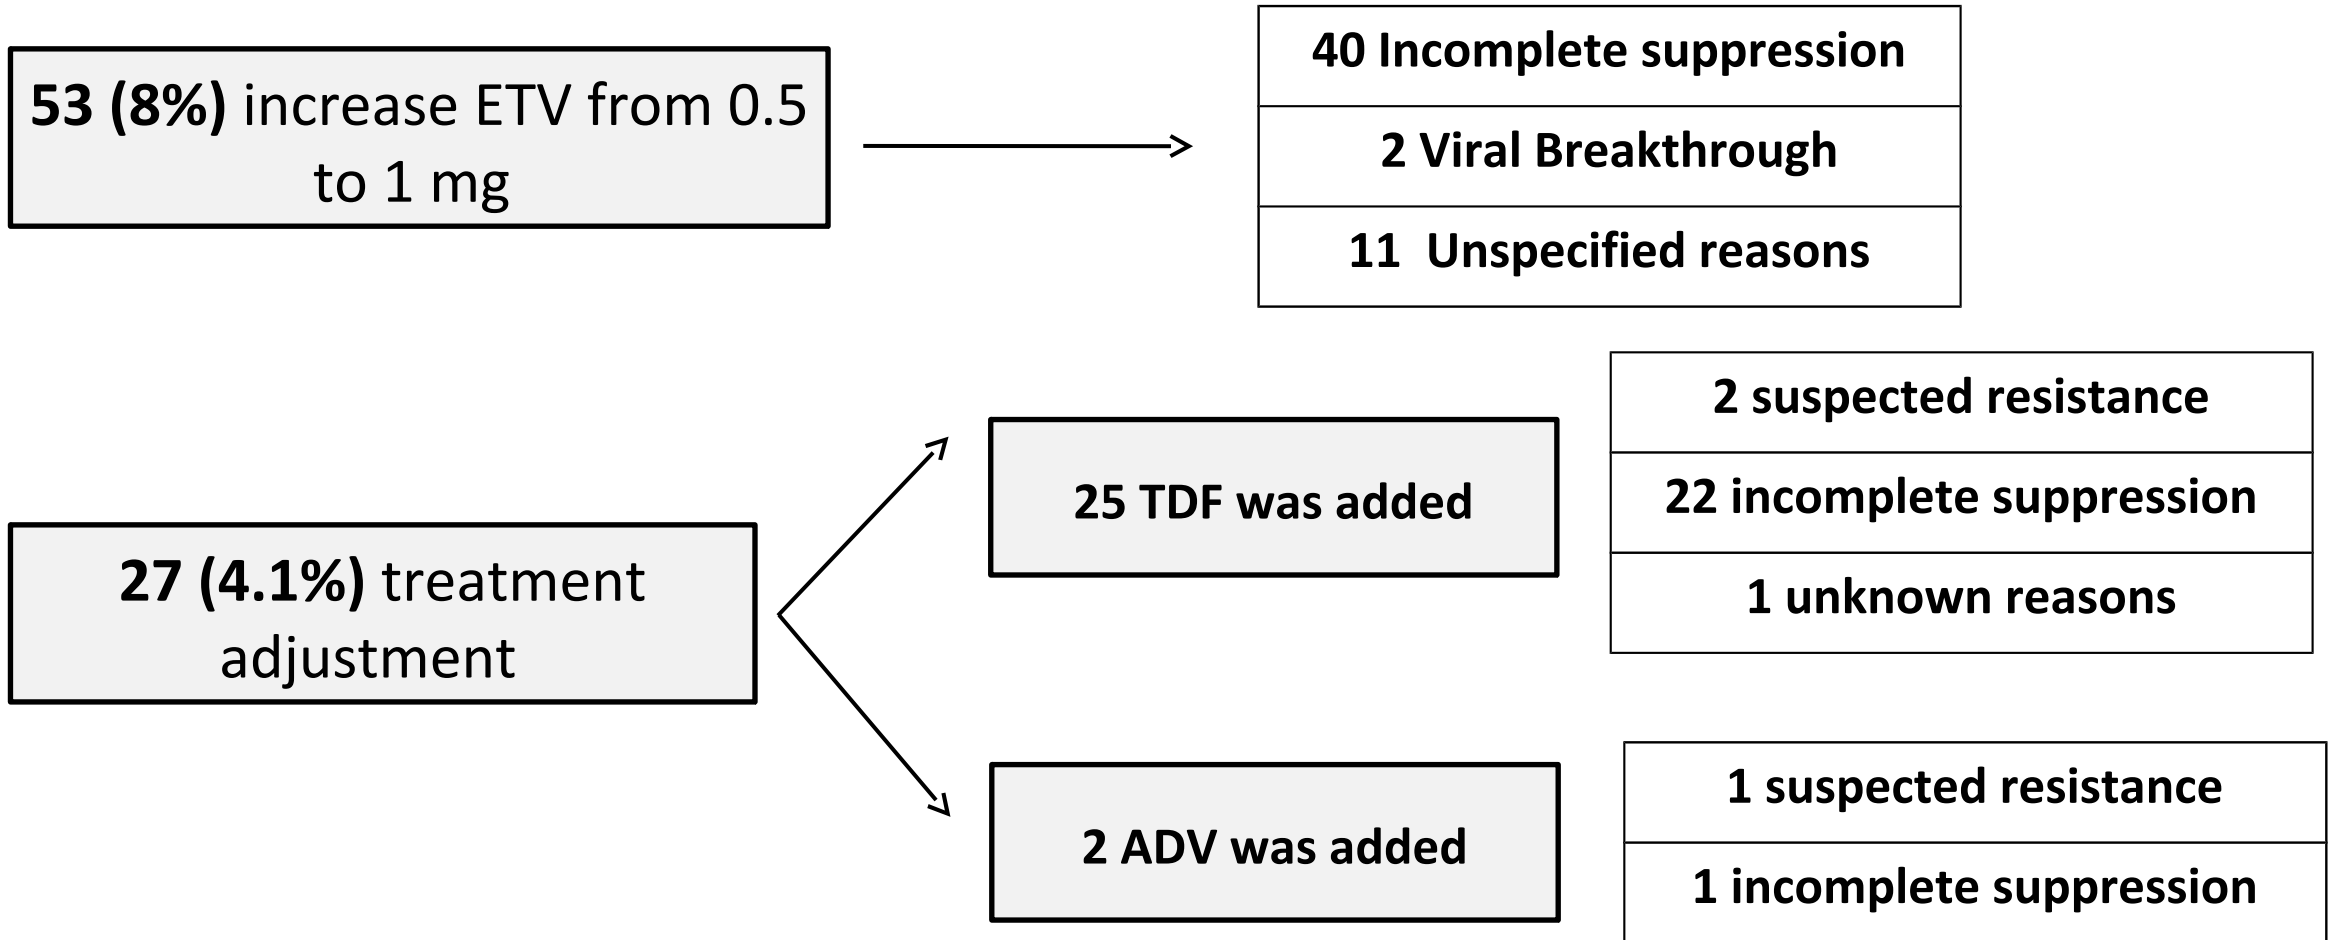 53 (8%) increase ETV from 0.5
to 1 mg
40 Incomplete suppression
2 Viral Breakthrough
11  Unspecified reasons
27 (4.1%) treatment
adjustment
25 TDF was added
2 suspected resistance
22 incomplete suppression
1 unknown reasons
2 ADV was added
1 suspected resistance
1 incomplete suppression